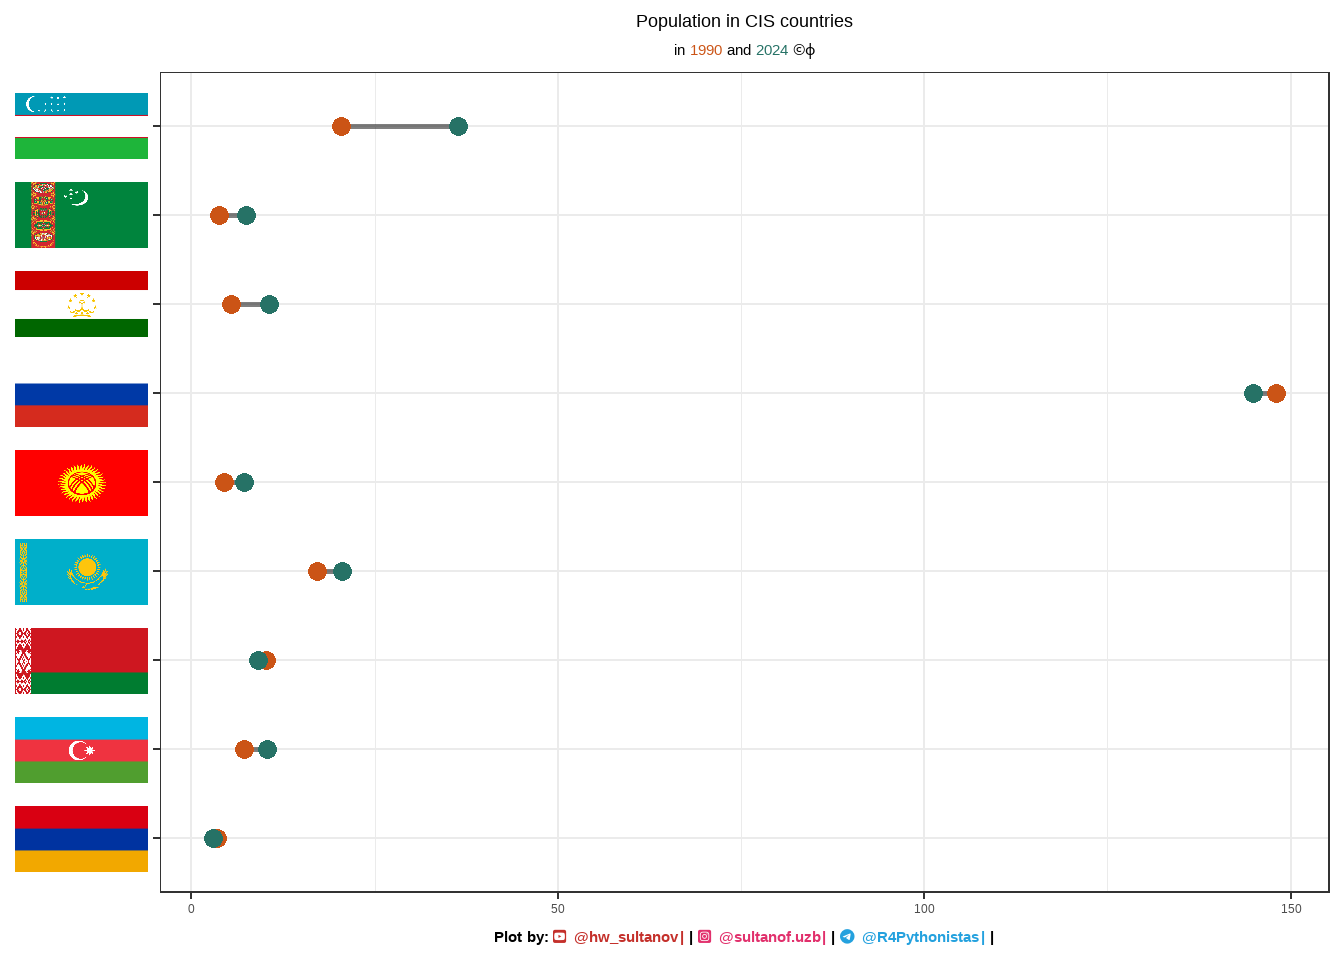 Population in CIS countries
in 1990 and 2024 ©ф
0 50 100 150
Plot by: @hw_sultanov| | @sultanof.uzb| | @R4Pythonistas| |